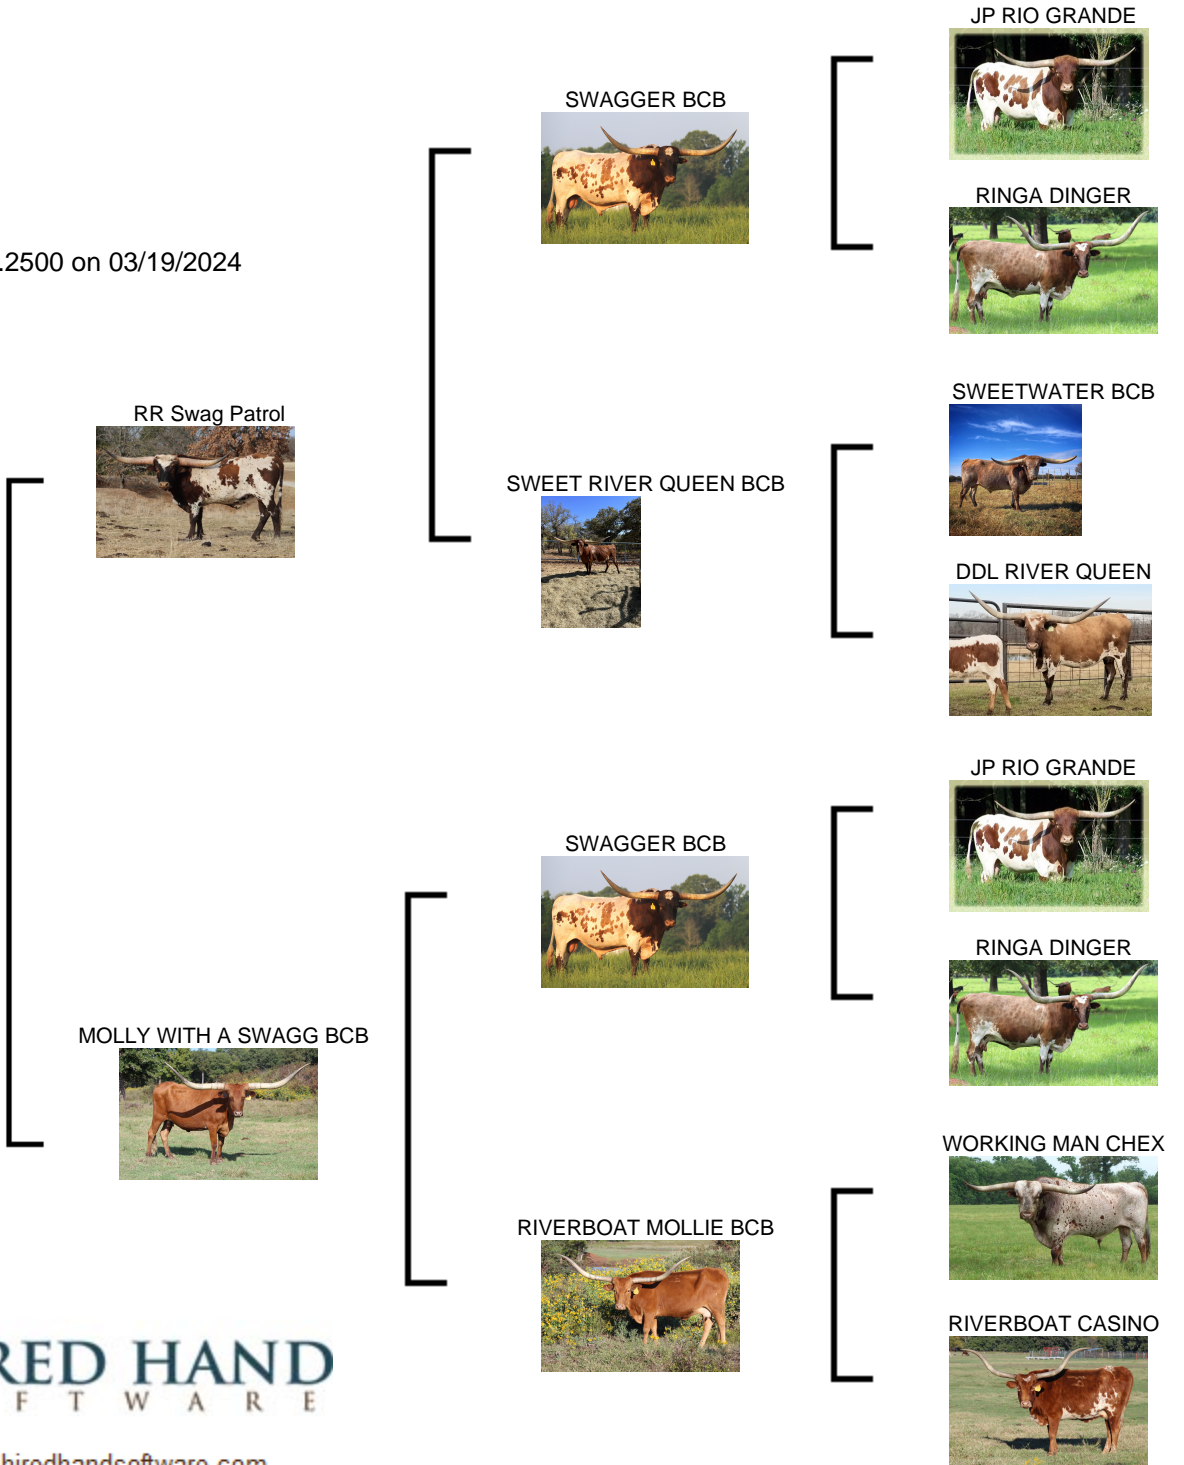 JP RIO GRANDE
SWAGGER BCB
RINGA DINGER
.2500 on 03/19/2024
SWEETWATER BCB
RR Swag Patrol
SWEET RIVER QUEEN BCB
DDL RIVER QUEEN
JP RIO GRANDE
SWAGGER BCB
RINGA DINGER
MOLLY WITH A SWAGG BCB
WORKING MAN CHEX
RIVERBOAT MOLLIE BCB
RIVERBOAT CASINO
RED HAND
F T W A R E
hiredhandsoftware.com